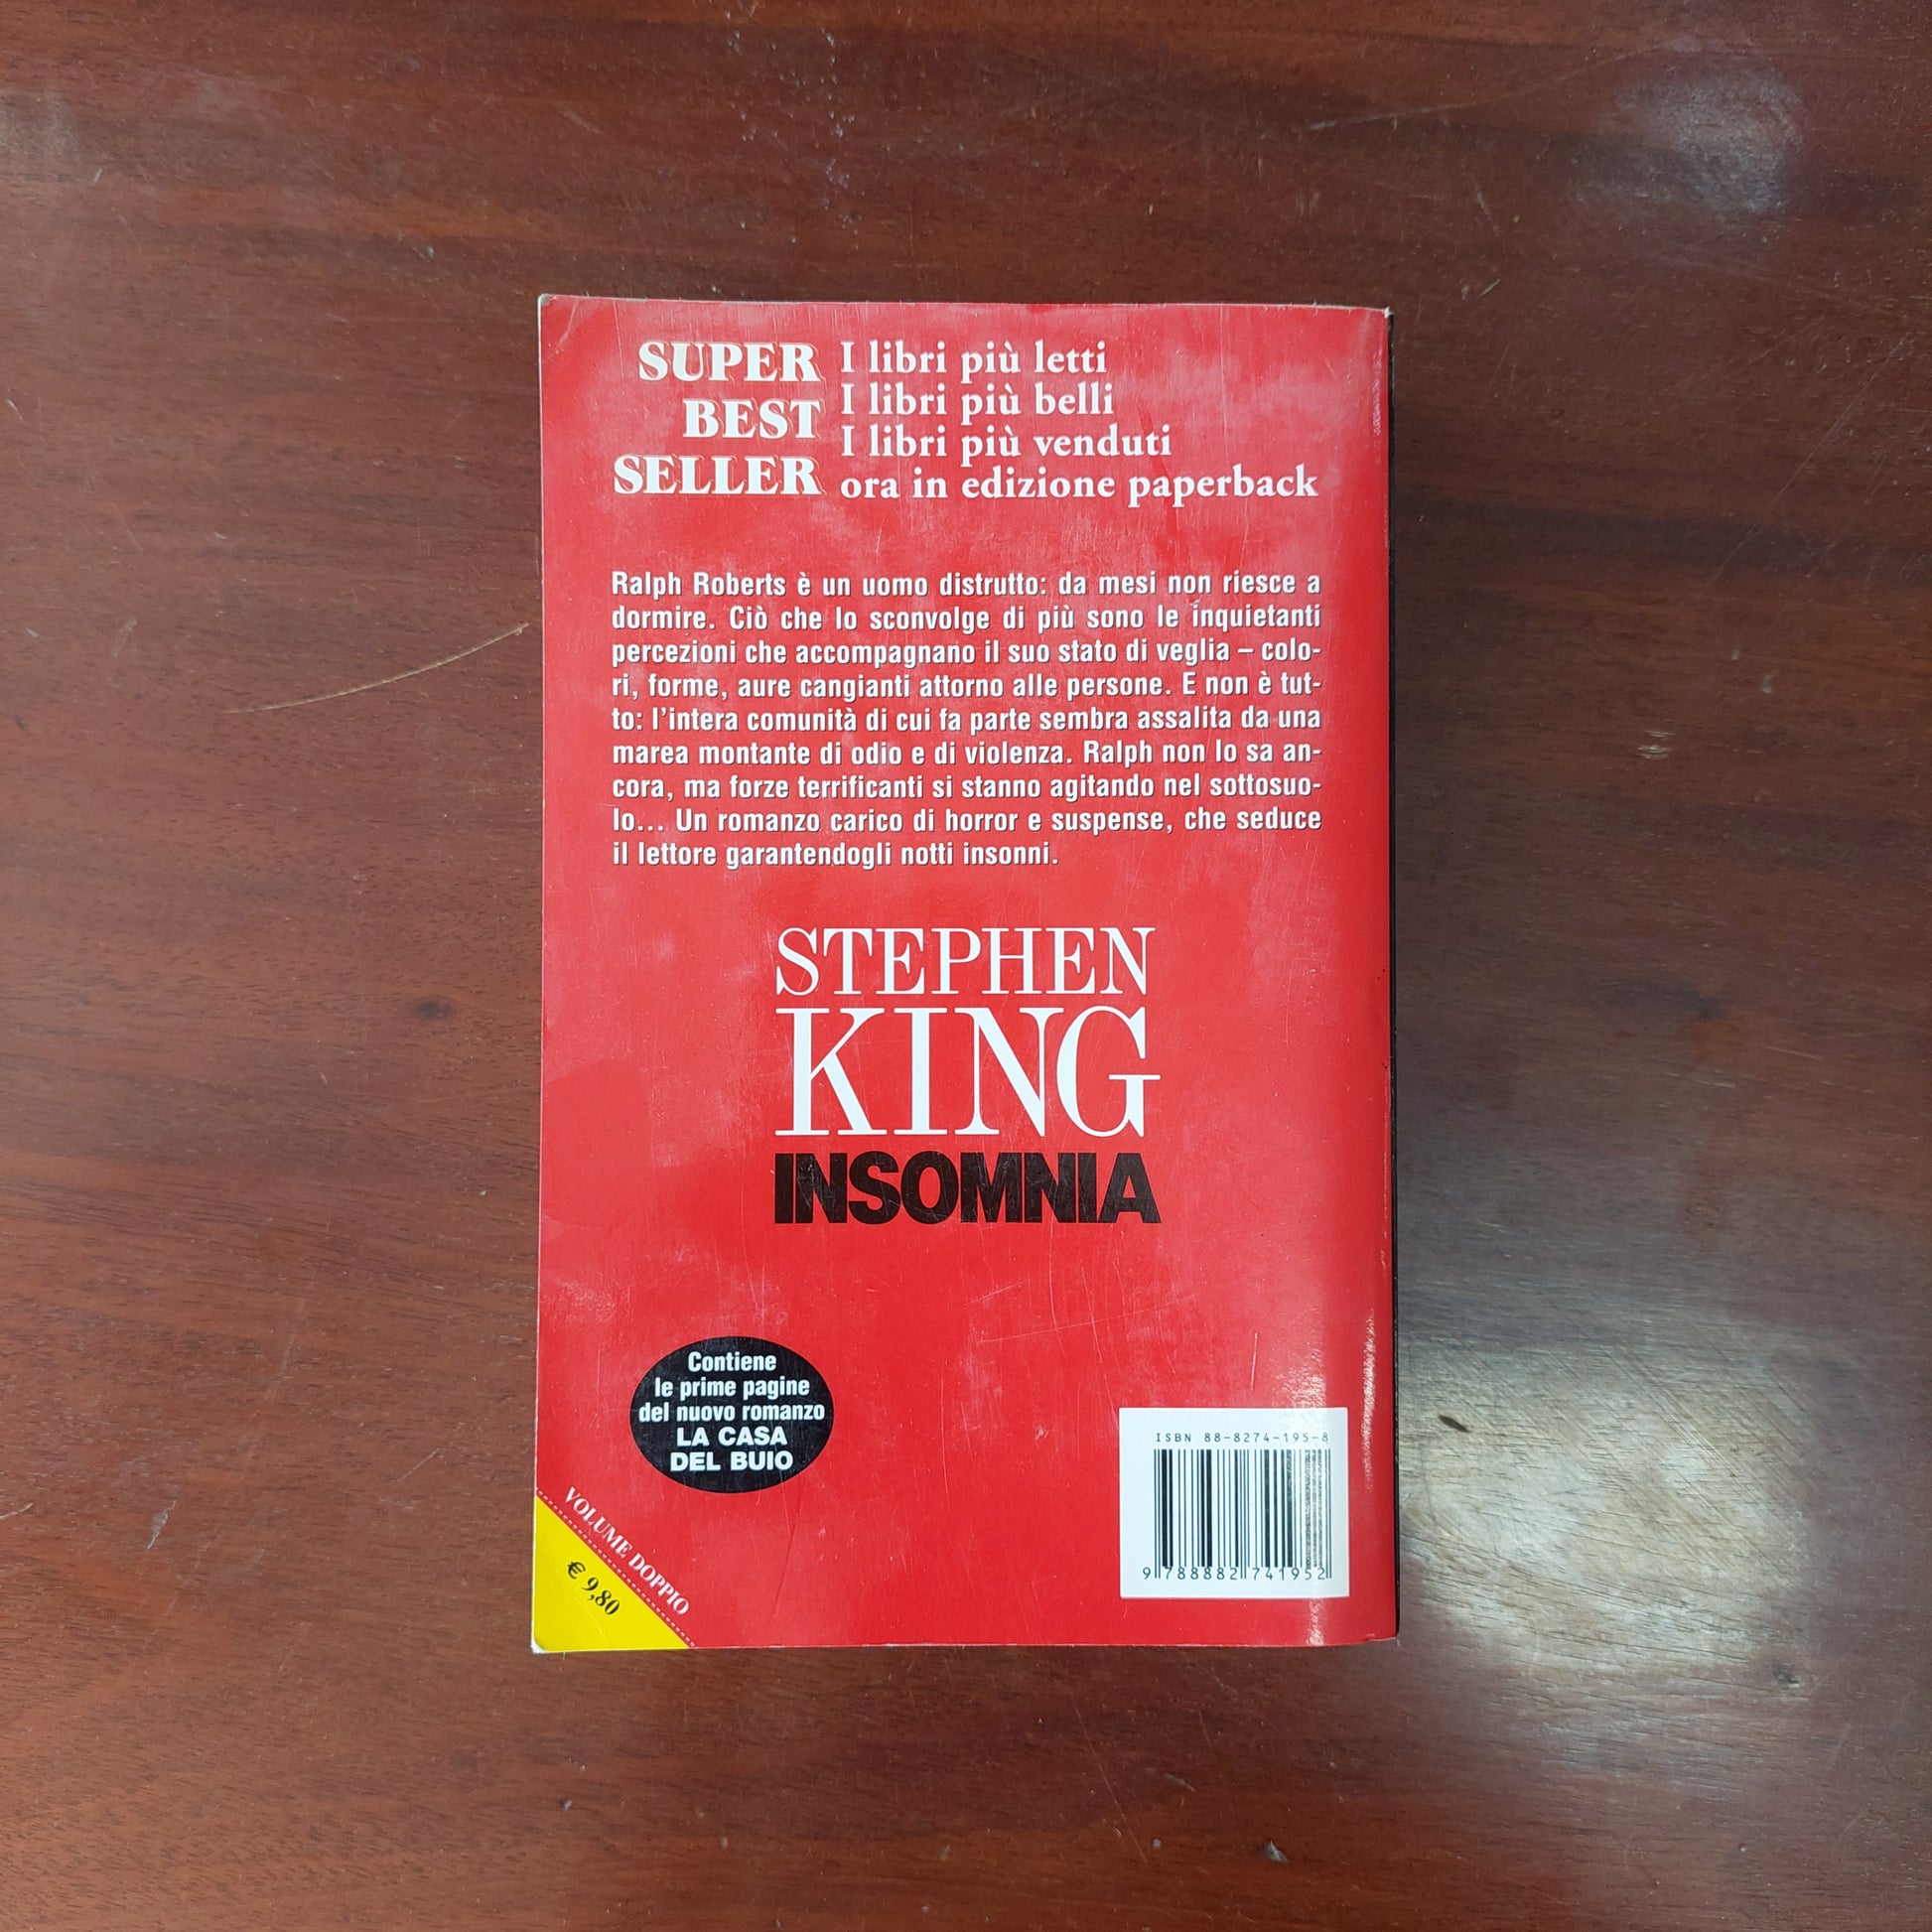 SUPER
BEST
SELLER
I libri più letti
I libri più belli
I libri più venduti
ora in edizione paperback
Ralph Roberts è un uomo distrutto: da mesi non riesce a
dormire. Ciò che lo sconvolge di più sono le inquietanti
percezioni che accompagnano il suo stato di veglia – colo-
ri, forme, aure cangianti attorno alle persone. E non è tut-
to: l'intera comunità di cui fa parte sembra assalita da una
marea montante di odio e di violenza. Ralph non lo sa an-
cora, ma forze terrificanti si stanno agitando nel sottosuo-
lo... Un romanzo carico di horror e suspense, che seduce
il lettore garantendogli notti insonni.
STEPHEN
KING
INSOMNIA
Contiene
le prime pagine
del nuovo romanzo
LA CASA
DEL BUIO
VOLUME DOPPIO
€ 9,80
ISBN 88-8274-195-8
9 788882 741952